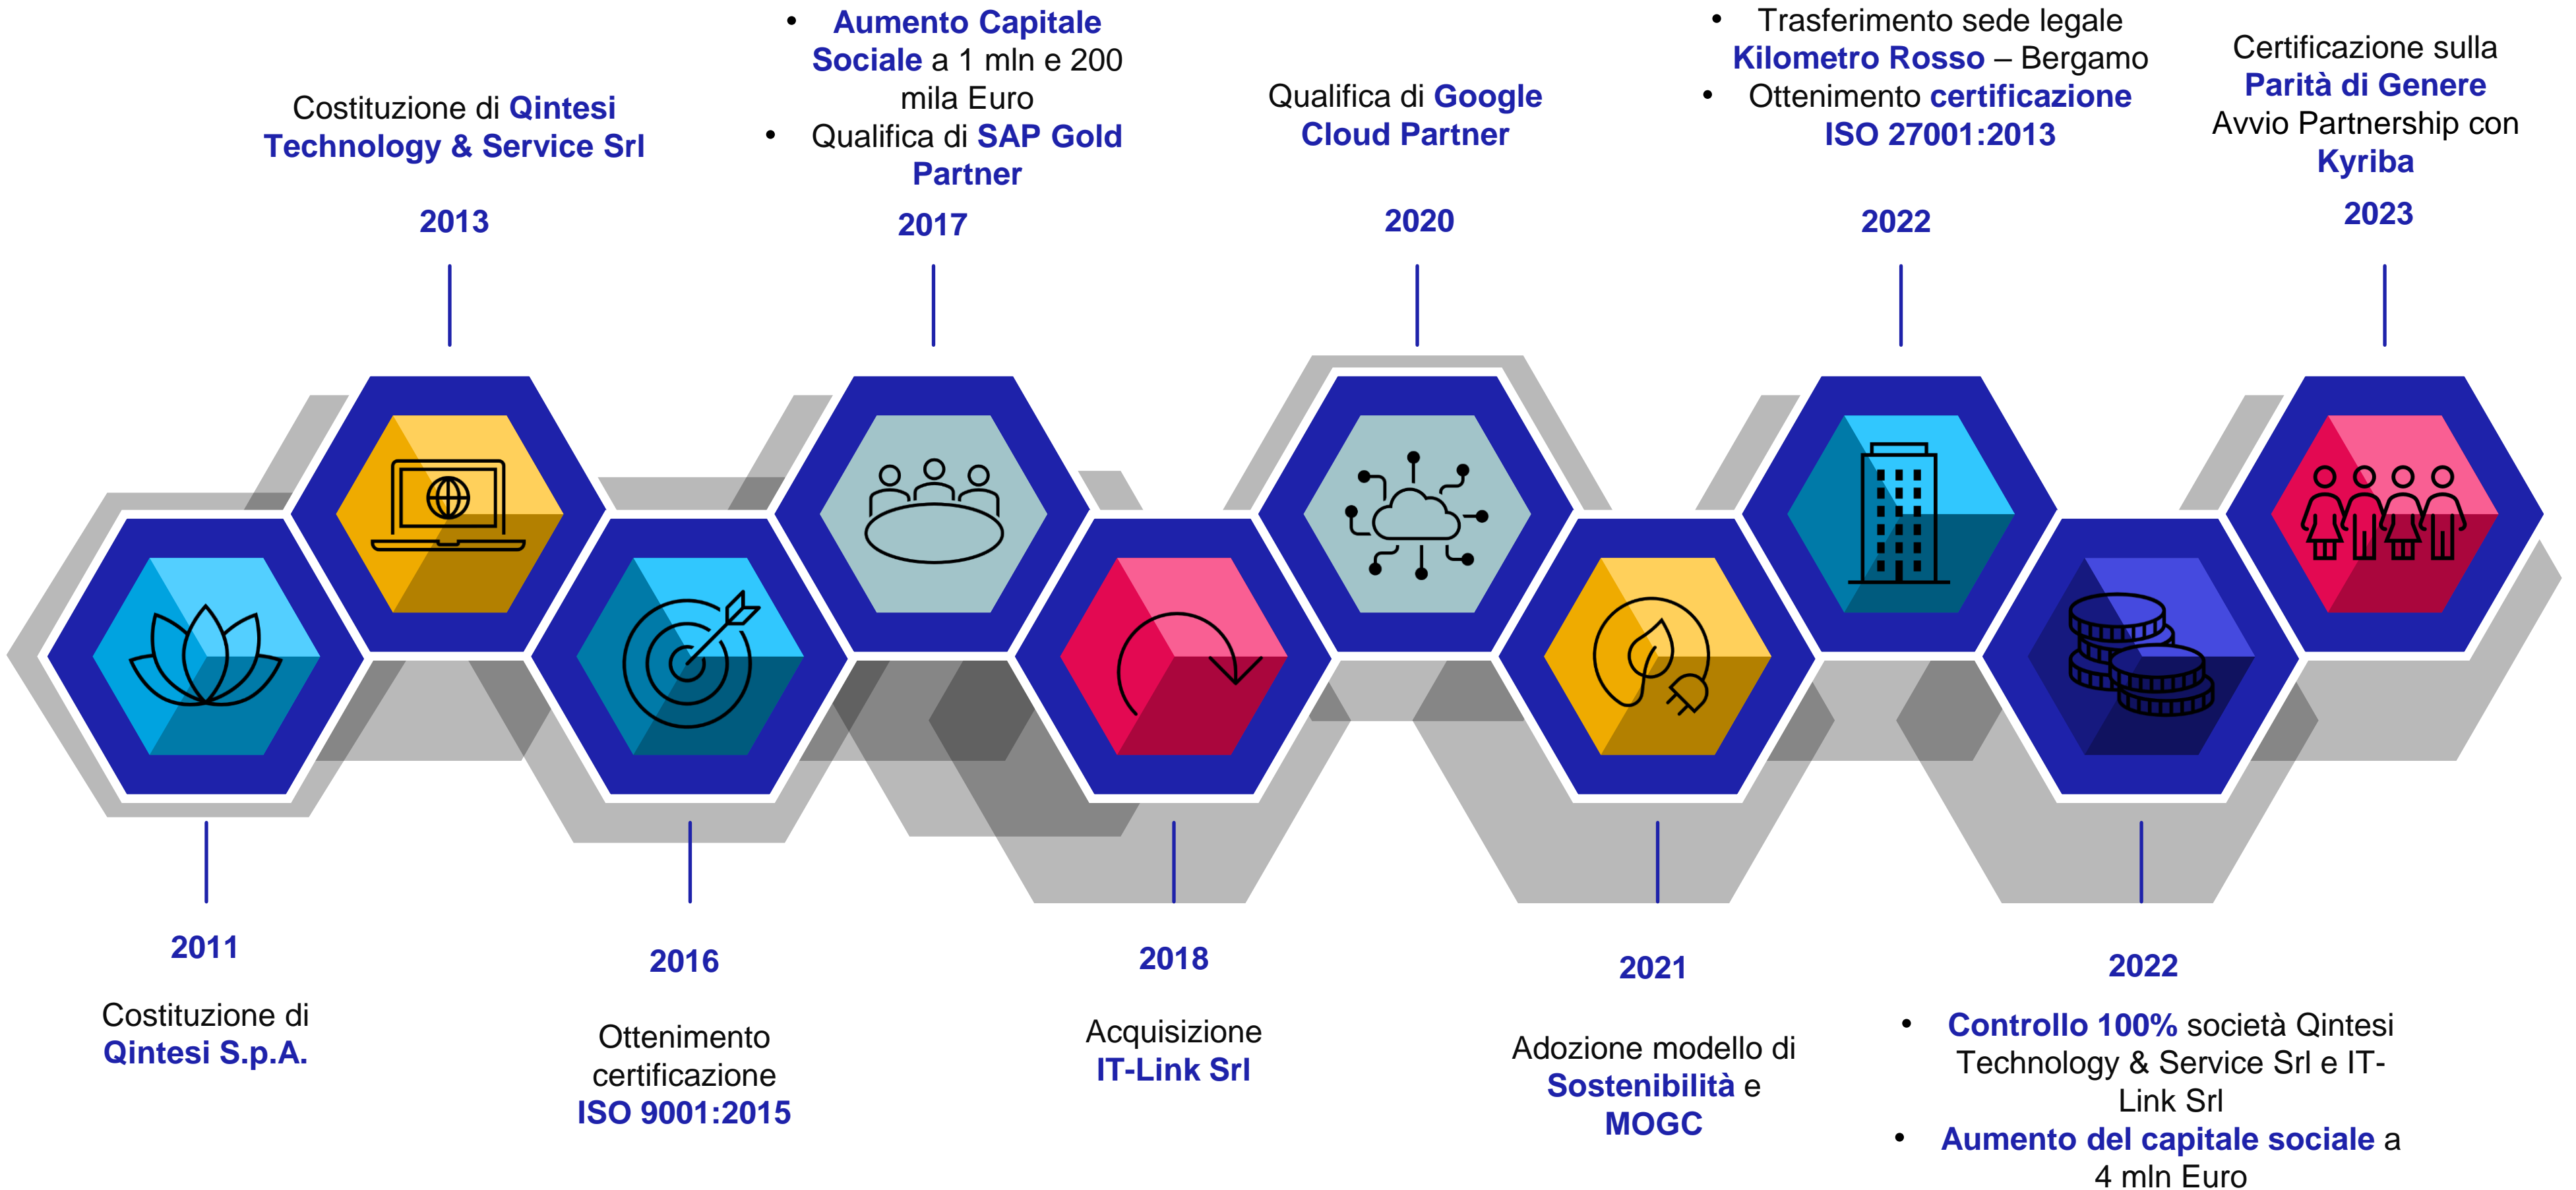 Costituzione di Qintesi
Technology & Service Srl
2013
• Aumento Capitale
Sociale a 1 mln e 200
mila Euro
• Qualifica di SAP Gold
Partner
2017
Qualifica di Google
Cloud Partner
2020
• Trasferimento sede legale
Kilometro Rosso – Bergamo
• Ottenimento certificazione
ISO 27001:2013
2022
Certificazione sulla
Parità di Genere
Avvio Partnership con
Kyriba
2023
2011
Costituzione di
Qintesi S.p.A.
2016
Ottenimento
certificazione
ISO 9001:2015
2018
Acquisizione
IT-Link Srl
2021
Adozione modello di
Sostenibilità e
MOGC
2022
• Controllo 100% società Qintesi
Technology & Service Srl e IT-
Link Srl
• Aumento del capitale sociale a
4 mln Euro